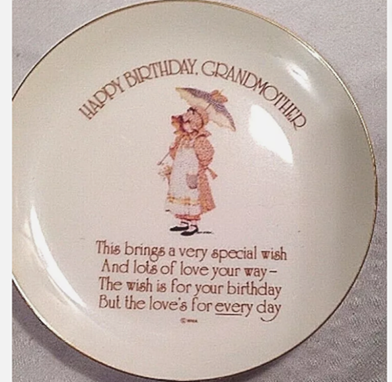 HAPPY BIRTHDAY, GRANDMOTHER
This brings a very special wish
And lots of love your way–
The wish is for your birthday
But the love's for every day